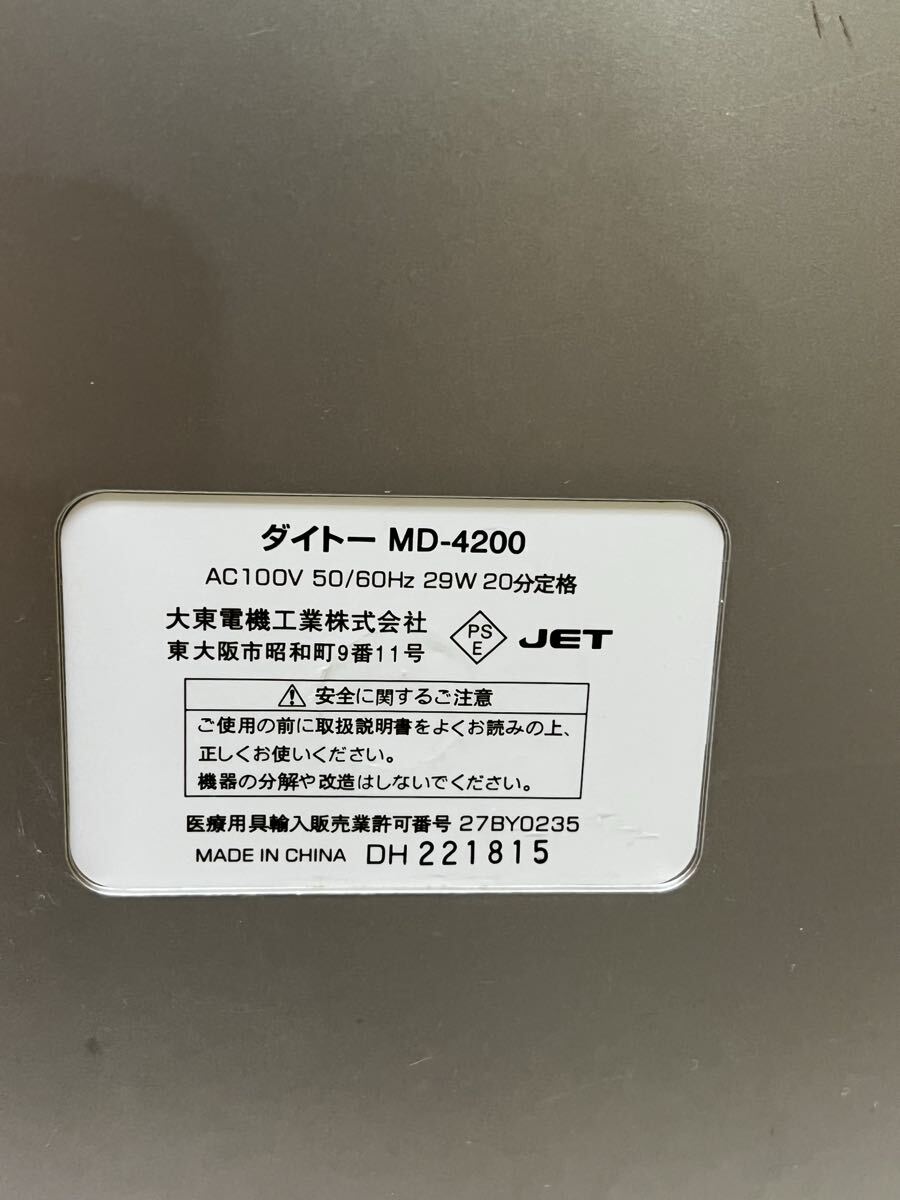 ダイトー MD-4200
AC100V 50/60Hz 29W 20分定格
大東電機工業株式会社
東大阪市昭和町9番11号
PS
E
JET
安全に関するご注意
ご使用の前に取扱説明書をよくお読みの上、
正しくお使いください。
機器の分解や改造はしないでください。
医療用具輸入販売業許可番号 27BY0235
MADE IN CHINA DH 221815